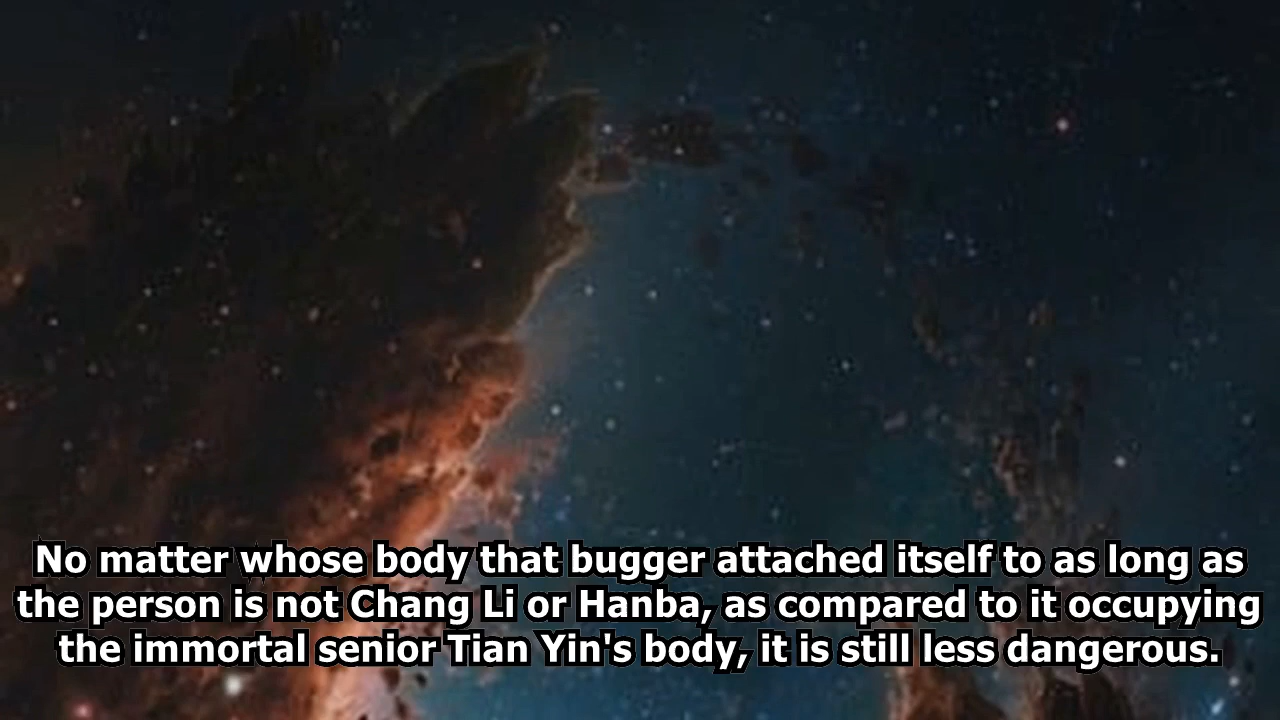 No matter whose body that bugger attached itself to as long as
the person is not Chang Li or Hanba, as compared to it occupying
the immortal senior Tian Yin's body, it is still less dangerous.